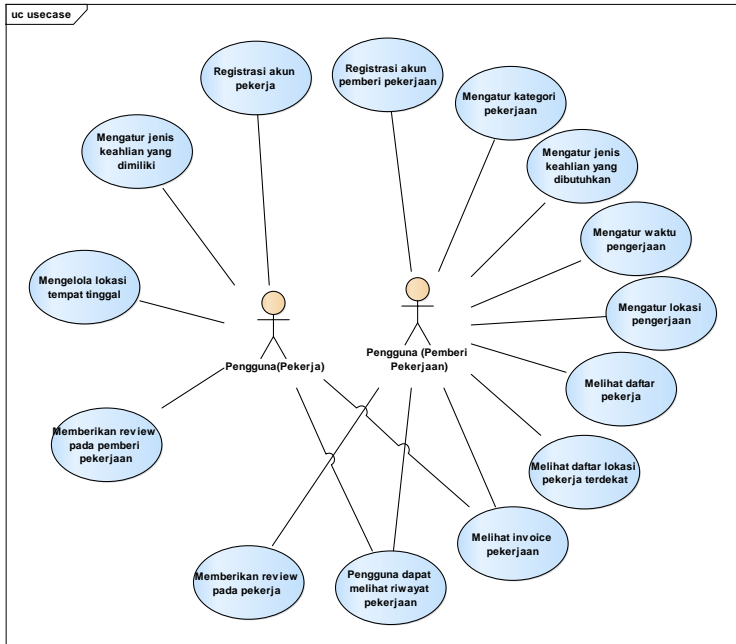 uc usecase
Registrasi akun
pekerja
Registrasi akun
pemberi pekerjaan
Mengatur kategori
pekerjaan
Mengatur jenis
keahlian yang
dimiliki
Mengatur jenis
keahlian yang
dibutuhkan
Mengatur waktu
pengerjaan
Mengelola lokasi
tempat tinggal
Mengatur lokasi
pengerjaan
Pengguna(Pekerja)
Pengguna (Pemberi
Pekerjaan)
Melihat daftar
pekerja
Memberikan review
pada pemberi
pekerjaan
Melihat daftar lokasi
pekerja terdekat
Melihat invoice
pekerjaan
Memberikan review
pada pekerja
Pengguna dapat
melihat riwayat
pekerjaan